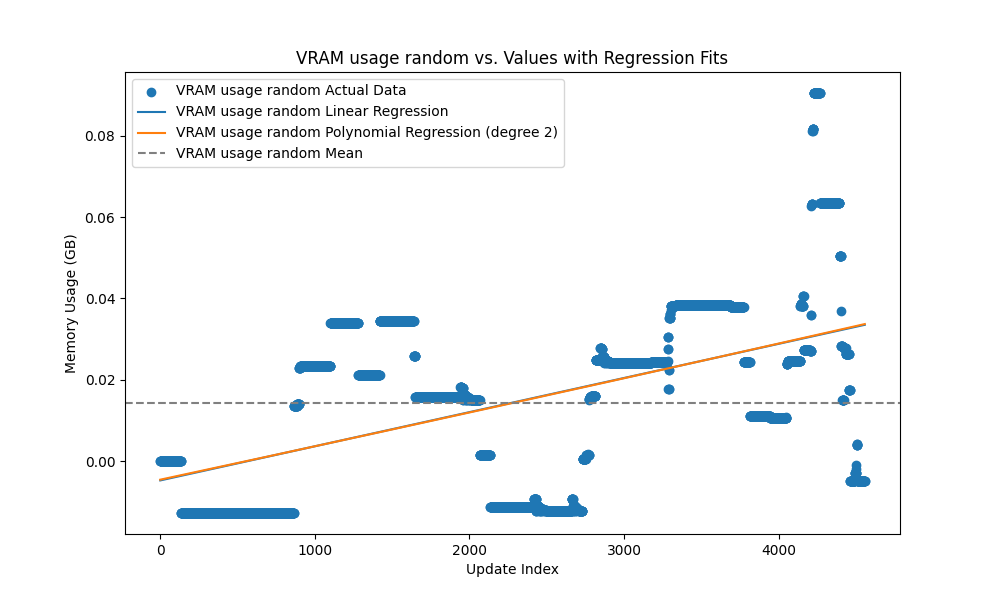 VRAM usage random vs. Values with Regression Fits
VRAM usage random Actual Data
VRAM usage random Linear Regression
VRAM usage random Polynomial Regression (degree 2)
VRAM usage random Mean
Memory Usage (GB)
0.08
0.06
0.04
0.02
0.00
0
1000
2000
3000
4000
Update Index